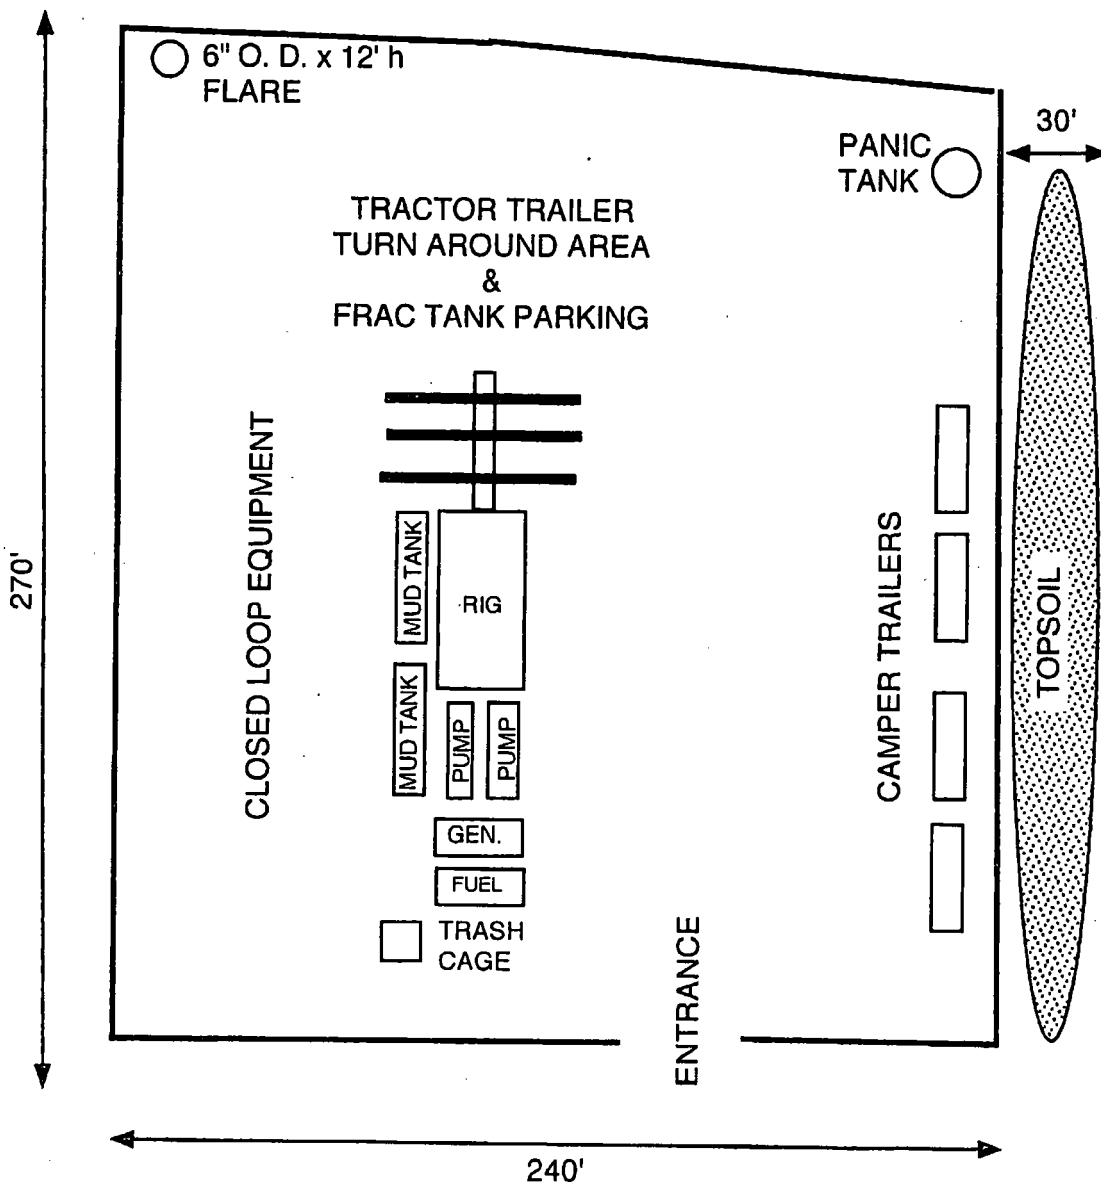 6" O. D. x 12' h
FLARE
30'
PANIC
TANK
TRACTOR TRAILER
TURN AROUND AREA
&
FRAC TANK PARKING
270'
CLOSED LOOP EQUIPMENT
MUD TANK
RIG
MUD TANK
PUMP
PUMP
GEN.
FUEL
TRASH
CAGE
CAMPER TRAILERS
TOPSOIL
ENTRANCE
240'